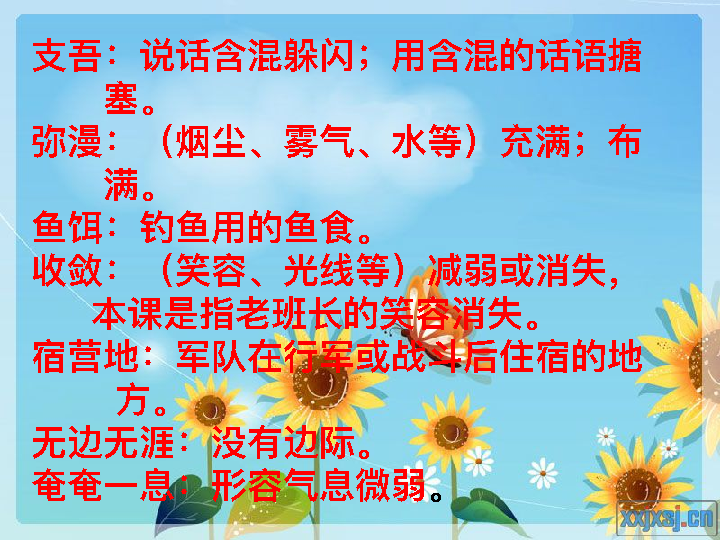 支吾：说话含混躲闪；用含混的话语搪
塞。
弥漫：（烟尘、雾气、水等）充满；布
满。
鱼饵：钓鱼用的鱼食。
收敛：（笑容、光线等）减弱或消失，
本课是指老班长的笑容消失。
宿营地：军队在行军或战斗后住宿的地
方。
无边无涯：没有边际。
奄奄一息：形容气息微弱。
xxjxsj.cn